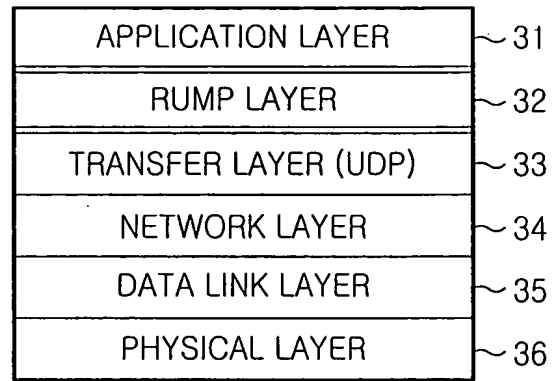 APPLICATION LAYER ~31
RUMP LAYER ~32
TRANSFER LAYER (UDP) ~33
NETWORK LAYER ~34
DATA LINK LAYER ~35
PHYSICAL LAYER ~36